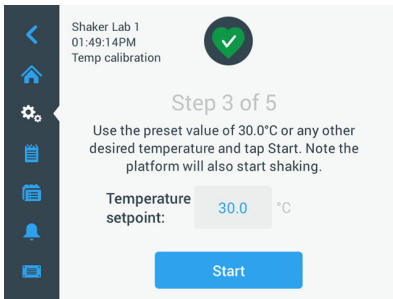 Shaker Lab 1
01:49:14PM
Temp calibration
Step 3 of 5
Use the preset value of 30.0°C or any other
desired temperature and tap Start. Note the
platform will also start shaking.
Temperature
setpoint:
30.0 °C
Start